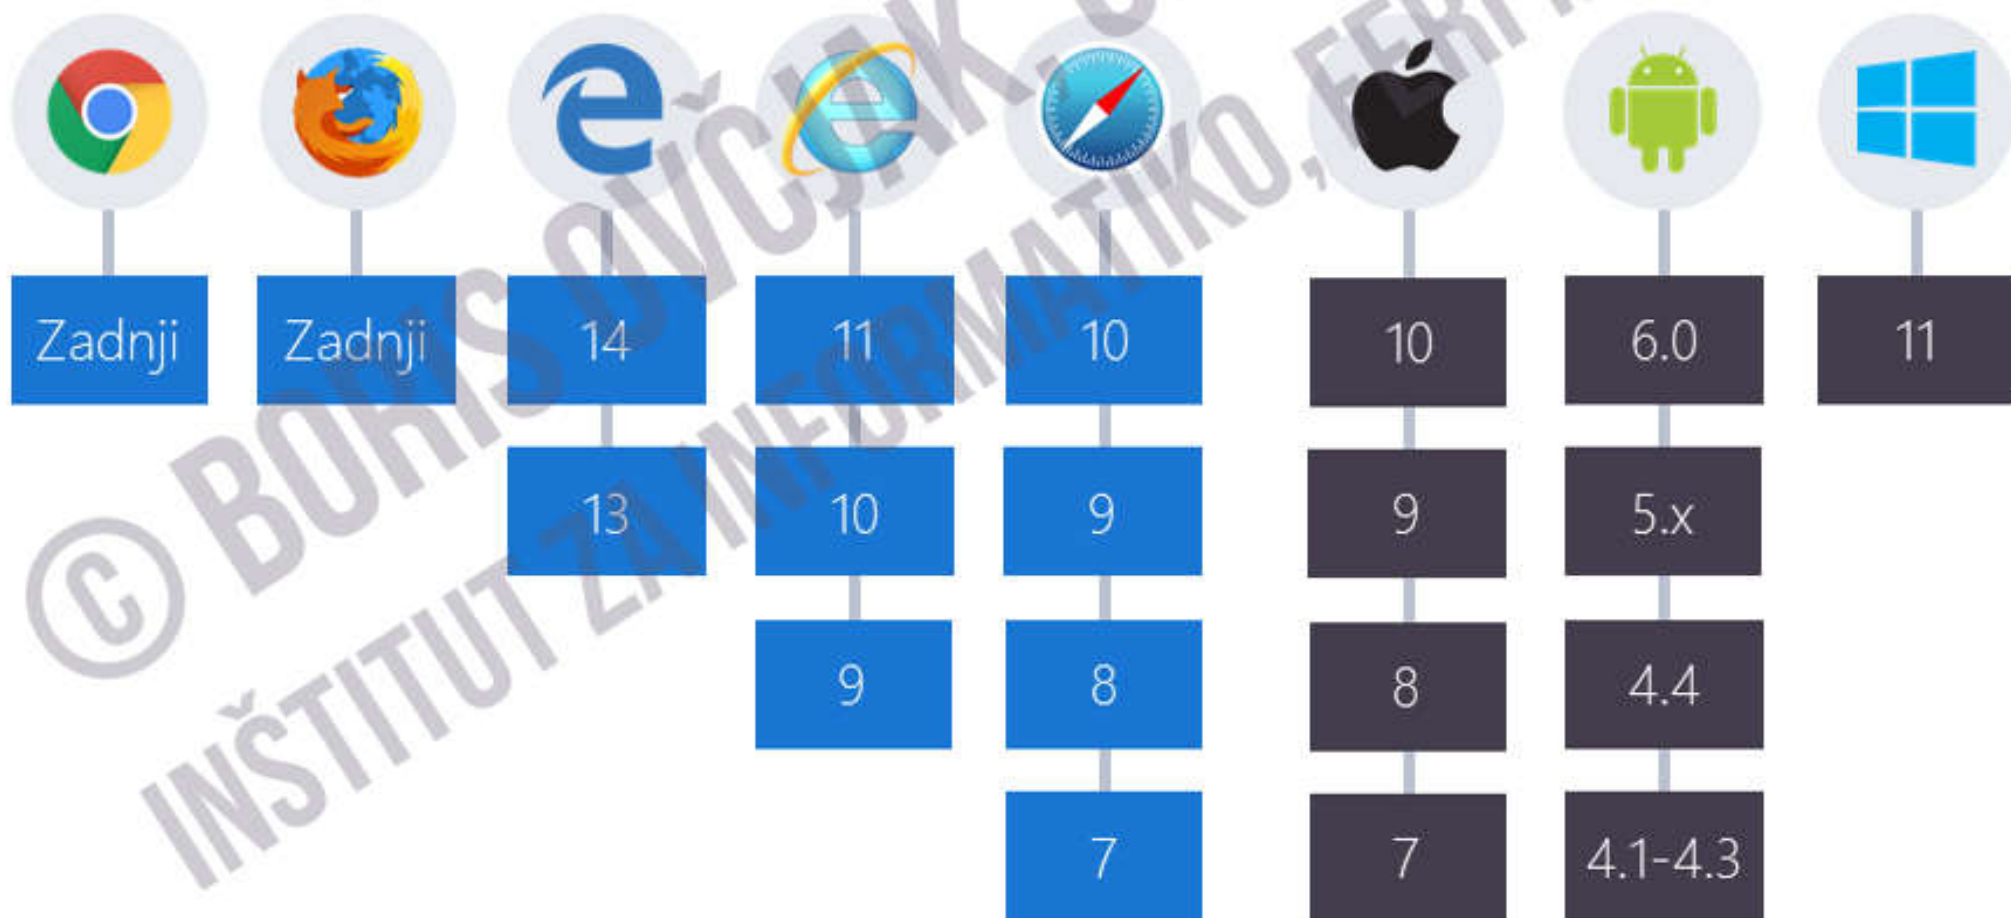 Zadnji Zadnji 14 11 10 10 6.0 11
13 10 9 9 5.x
9 8 8 4.4
7 7 4.1-4.3
© BORIS OVČJAK,
INŠTITUT ZA INFORMATIKO, FERI